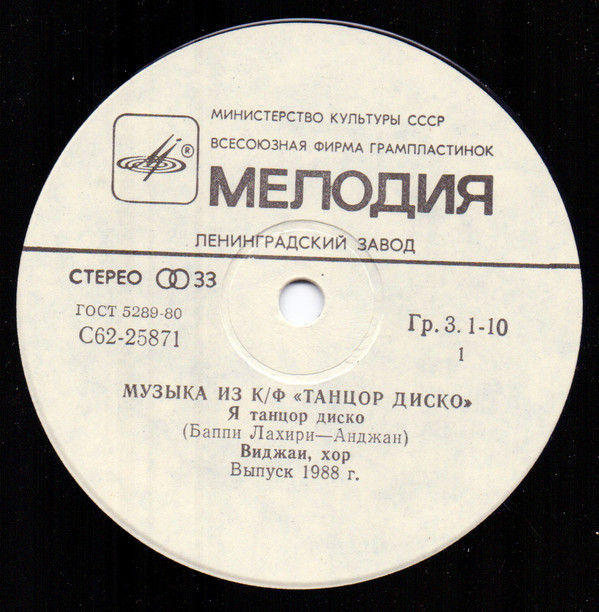 МИНИСТЕРСТВО КУЛЬТУРЫ СССР
ВСЕСОЮЗНАЯ ФИРМА ГРАМПЛАСТИНОК
®
МЕЛОДИЯ
ЛЕНИНГРАДСКИЙ ЗАВОД
СТЕРЕО 33
ГОСТ 5289-80
С62-25871
Гр. 3. 1-10
1
МУЗЫКА ИЗ К/Ф «ТАНЦОР ДИСКО»
Я танцор диско
(Баппи Лахири—Анджан)
Виджаи, хор
Выпуск 1988 г.